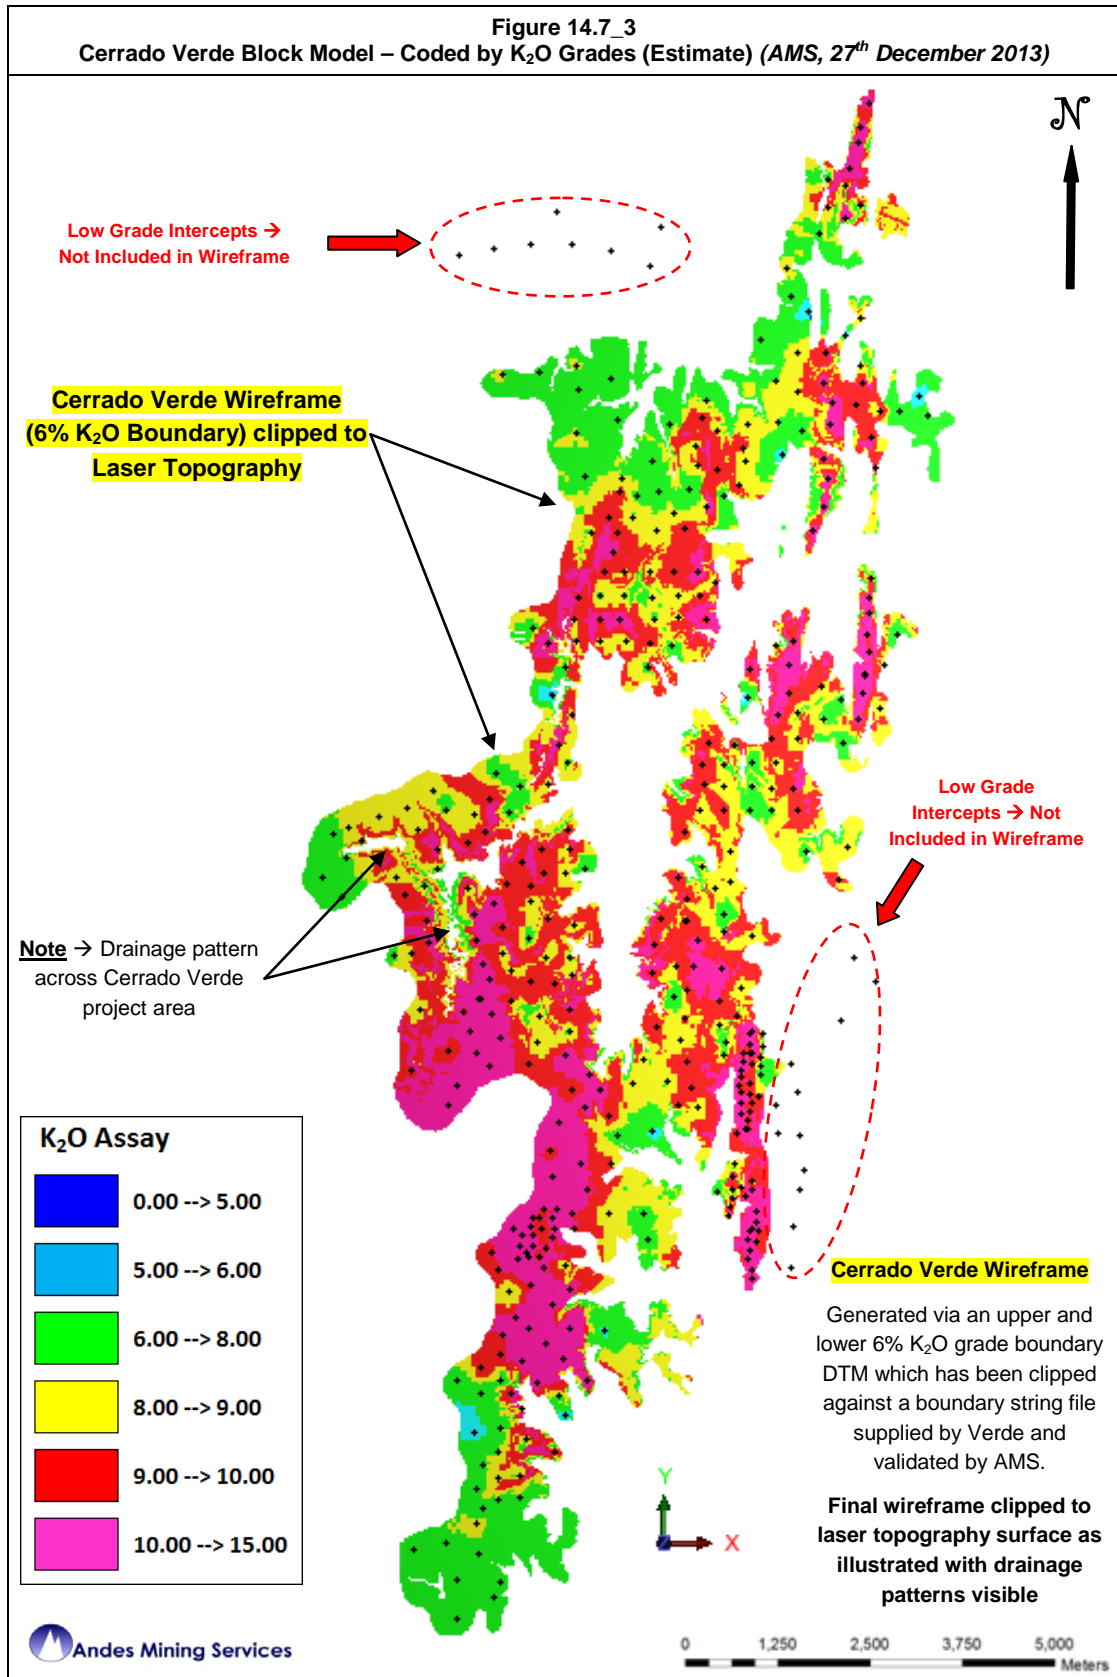 Figure 14.7_3
Cerrado Verde Block Model – Coded by K₂O Grades (Estimate) (AMS, 27th December 2013)
N
Low Grade Intercepts →
Not Included in Wireframe
Cerrado Verde Wireframe
(6% K₂O Boundary) clipped to
Laser Topography
Low Grade
Intercepts → Not
Included in Wireframe
Note → Drainage pattern
across Cerrado Verde
project area
K₂O Assay
0.00 --> 5.00
5.00 --> 6.00
6.00 --> 8.00
8.00 --> 9.00
9.00 --> 10.00
10.00 --> 15.00
Cerrado Verde Wireframe
Generated via an upper and
lower 6% K₂O grade boundary
DTM which has been clipped
against a boundary string file
supplied by Verde and
validated by AMS.
Final wireframe clipped to
laser topography surface as
illustrated with drainage
patterns visible
Y
X
Andes Mining Services
0 1,250 2,500 3,750 5,000
Meters